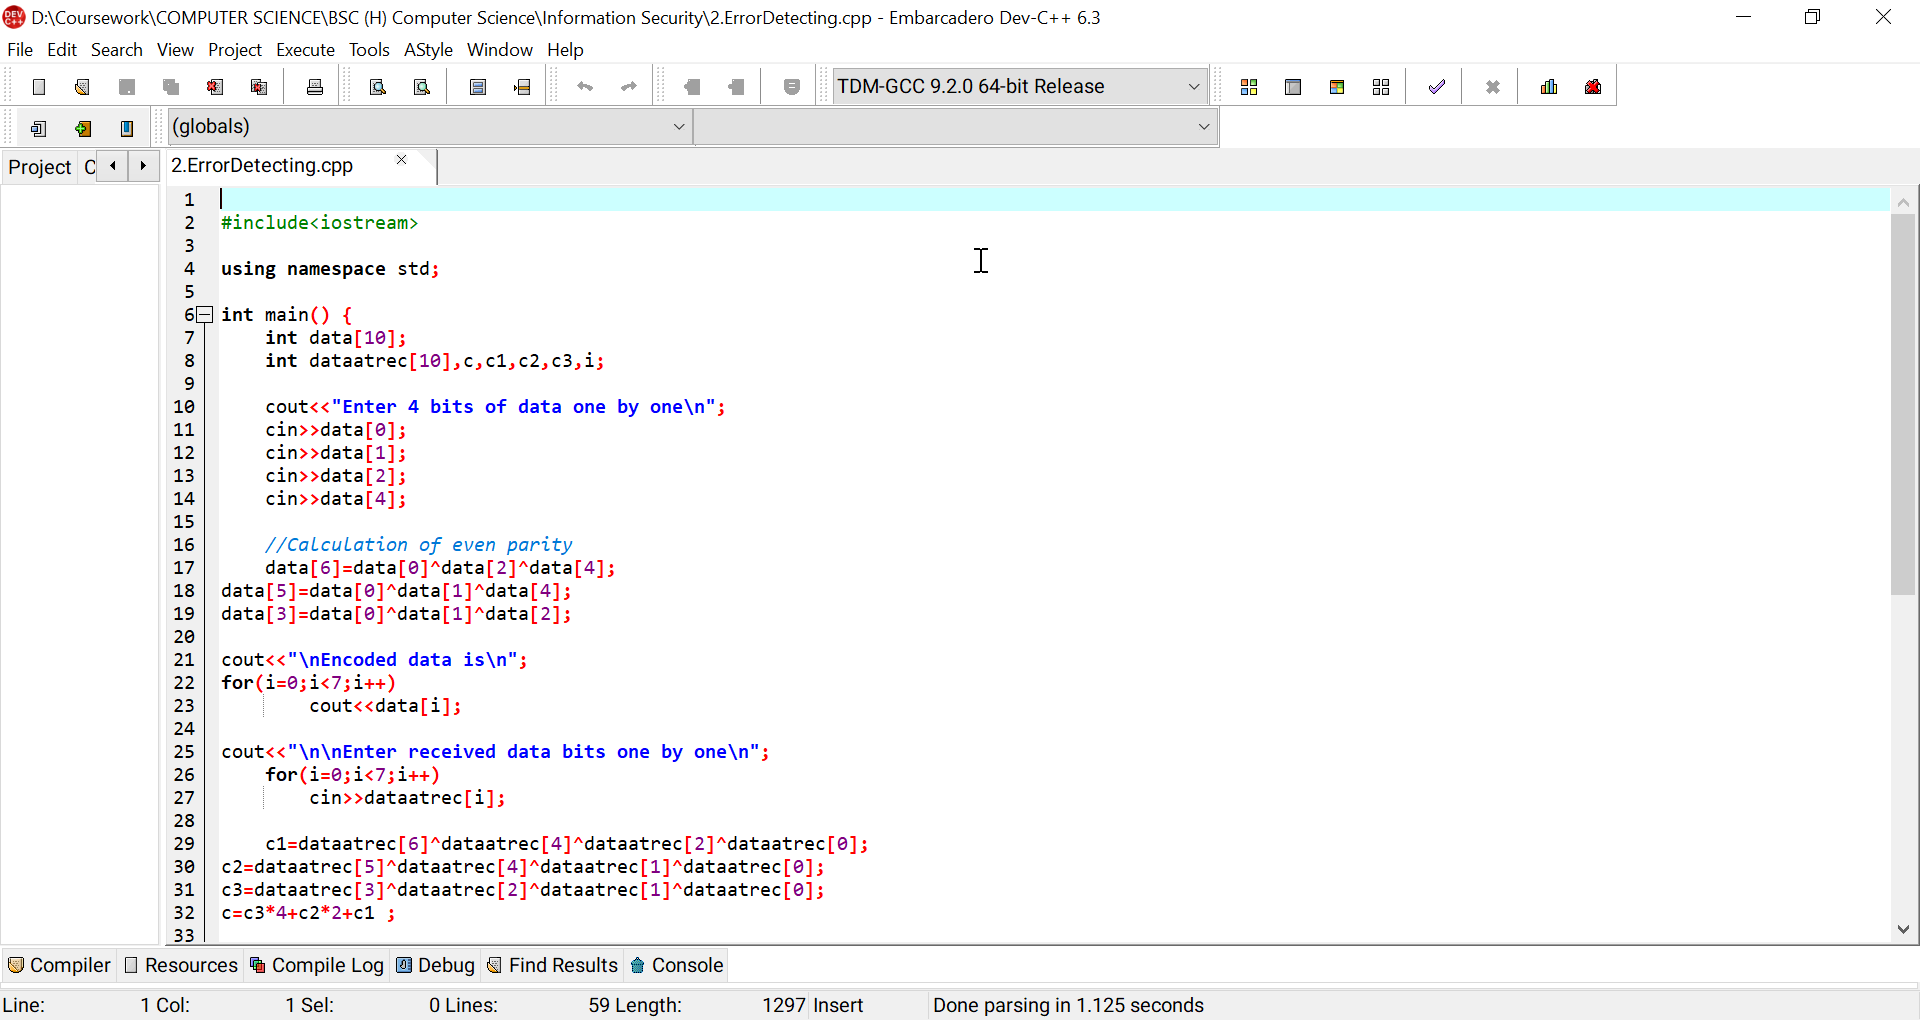 DEV C++ D:\Coursework\COMPUTER SCIENCE\BSC (H) Computer Science\Information Security\2.ErrorDetecting.cpp - Embarcadero Dev-C++ 6.3
File Edit Search View Project Execute Tools AStyle Window Help
TDM-GCC 9.2.0 64-bit Release
(globals)
Project C 2.ErrorDetecting.cpp
1
2 #include<iostream>
3
4 using namespace std;
5
6 int main() {
7 int data[10];
8 int dataatrec[10],c,c1,c2,c3,i;
9
10 cout<<"Enter 4 bits of data one by one\n";
11 cin>>data[0];
12 cin>>data[1];
13 cin>>data[2];
14 cin>>data[4];
15
16 //Calculation of even parity
17 data[6]=data[0]^data[2]^data[4];
18 data[5]=data[0]^data[1]^data[4];
19 data[3]=data[0]^data[1]^data[2];
20
21 cout<<"\nEncoded data is\n";
22 for(i=0;i<7;i++)
23 cout<<data[i];
24
25 cout<<"\n\nEnter received data bits one by one\n";
26 for(i=0;i<7;i++)
27 cin>>dataatrec[i];
28
29 c1=dataatrec[6]^dataatrec[4]^dataatrec[2]^dataatrec[0];
30 c2=dataatrec[5]^dataatrec[4]^dataatrec[1]^dataatrec[0];
31 c3=dataatrec[3]^dataatrec[2]^dataatrec[1]^dataatrec[0];
32 c=c3*4+c2*2+c1 ;
33
Compiler Resources Compile Log Debug Find Results Console
Line: 1 Col: 1 Sel: 0 Lines: 59 Length: 1297 Insert Done parsing in 1.125 seconds